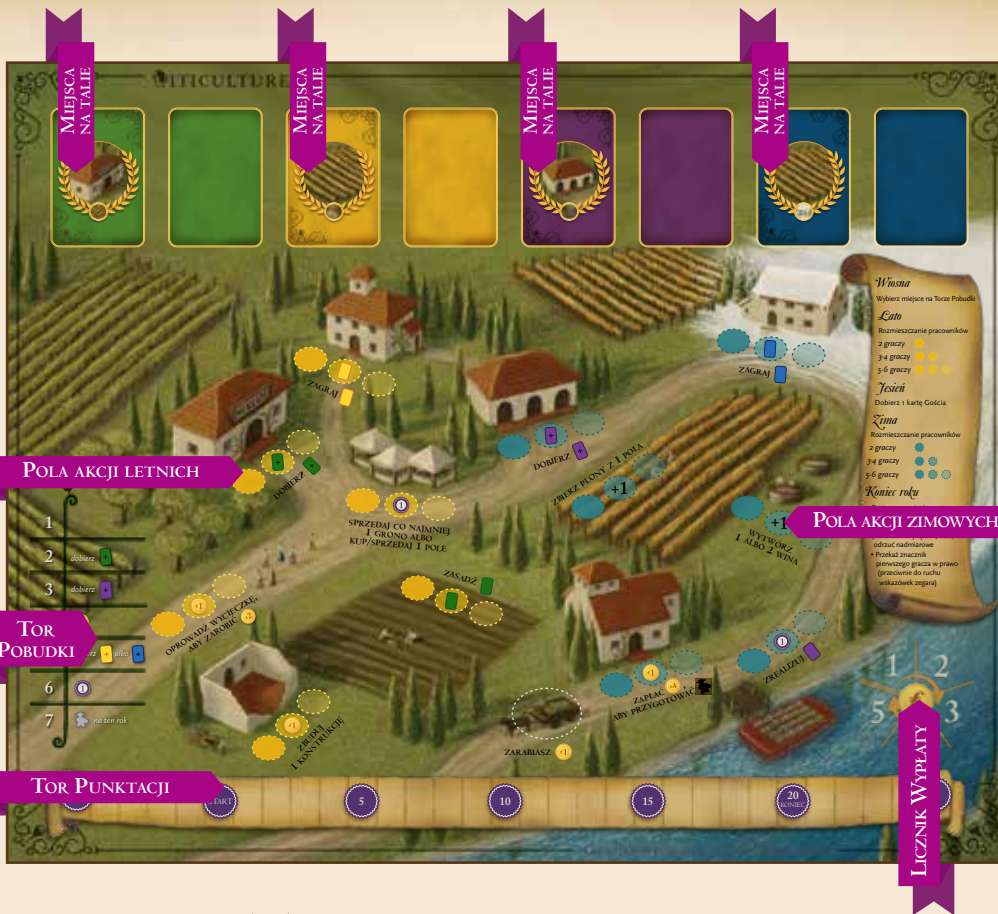 MIEJSCA
NA TALIE
MIEJSCA
NA TALIE
MIEJSCA
NA TALIE
MIEJSCA
NA TALIE
VITICULTURE
Wiosna
Wybierz miejsce na Torze Pobudki
Lato
Rozmieszczanie pracowników
2 graczy
3-4 graczy
5-6 graczy
Jesień
Dobierz 1 kartę Gościa
Zima
Rozmieszczanie pracowników
2 graczy
3-4 graczy
5-6 graczy
Koniec roku
odrzuć nadmiarowe
• Przekaż znacznik
pierwszego gracza w prawo
(przeciwnie do ruchu
wskazówek zegara)
ZAGRAJ
ZAGRAJ
DOBIERZ
DOBIERZ
POLA AKCJI LETNICH
SPRZEDAJ CO NAJMNIEJ
1 GRONO ALBO
KUP/SPRZEDAJ 1 POLE
ZBIERZ PLONY Z 1 POLA
+1
+1
WYTWÓRZ
1 ALBO 2 WINA
POLA AKCJI ZIMOWYCH
1
2 dobierz
3 dobierz
TOR
POBUDKI
albo
6
7 na ten rok
OPROWADŹ WYCIECZKĘ,
ABY ZAROBIĆ
ZASADŹ
ZBUDUJ
1 KONSTRUKCJĘ
ZARABIASZ
ZAPŁAĆ
ABY PRZYGOTOWAĆ
ZREALIZUJ
1 2
5 3
LICZNIK WYPŁATY
TOR PUNKTACJI
START
5
10
15
20
KONIEC